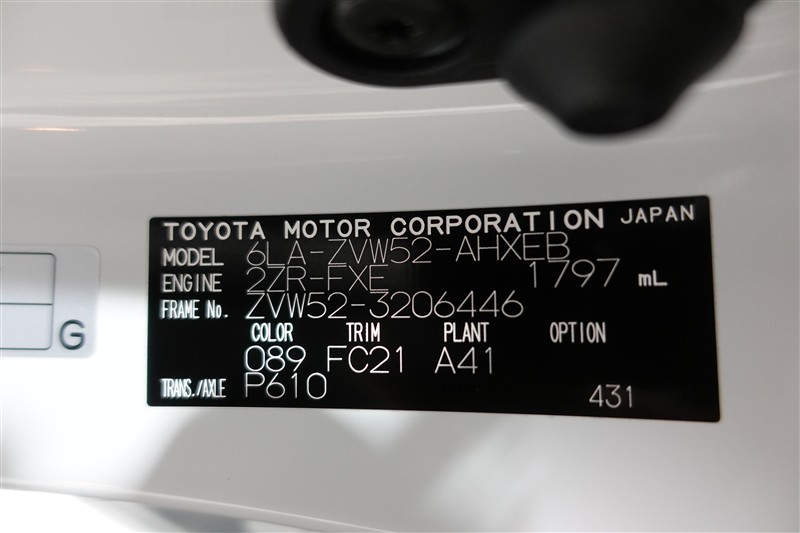 TOYOTA MOTOR CORPORATION JAPAN
MODEL 6LA-ZVW52-AHXEB
ENGINE 2ZR-FXE 1797 mL
FRAME No. ZVW52-3206446
COLOR TRIM PLANT OPTION
089 FC21 A41
TRANS./AXLE P610 431
G